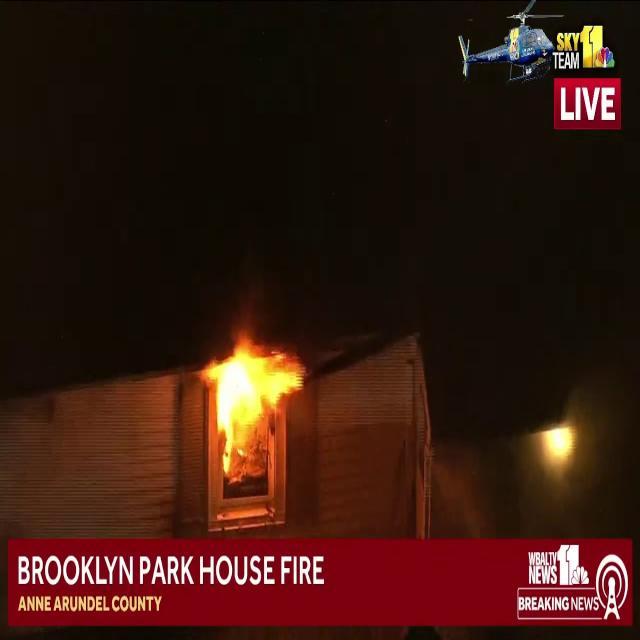 SKY
TEAM 11
LIVE
BROOKLYN PARK HOUSE FIRE
ANNE ARUNDEL COUNTY
WBALTV
NEWS 11
BREAKING NEWS